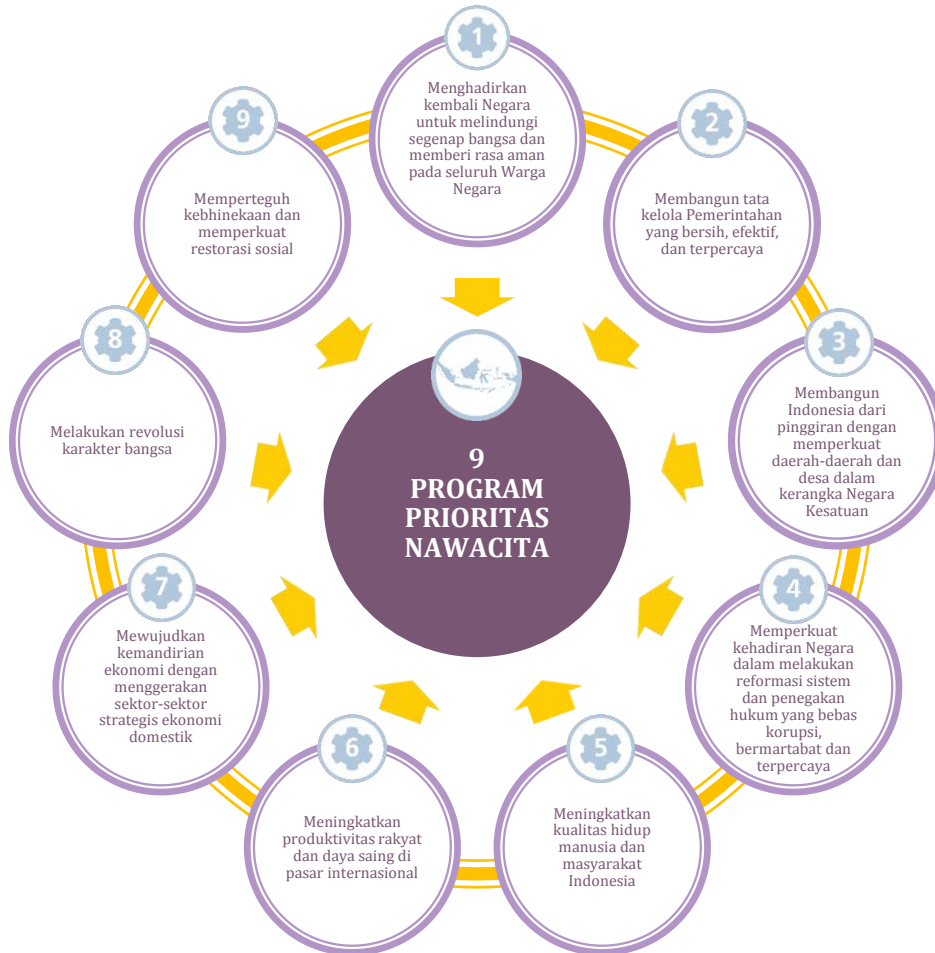 1
Menghadirkan
kembali Negara
untuk melindungi
segenap bangsa dan
memberi rasa aman
pada seluruh Warga
Negara
2
Membangun tata
kelola Pemerintahan
yang bersih, efektif,
dan terpercaya
3
Membangun
Indonesia dari
pinggiran dengan
memperkuat
daerah-daerah dan
desa dalam
kerangka Negara
Kesatuan
4
Memperkuat
kehadiran Negara
dalam melakukan
reformasi sistem
dan penegakan
hukum yang bebas
korupsi,
bermartabat dan
terpercaya
5
Meningkatkan
kualitas hidup
manusia dan
masyarakat
Indonesia
6
Meningkatkan
produktivitas rakyat
dan daya saing di
pasar internasional
7
Mewujudkan
kemandirian
ekonomi dengan
menggerakan
sektor-sektor
strategis ekonomi
domestik
8
Melakukan revolusi
karakter bangsa
9
Memperteguh
kebhinekaan dan
memperkuat
restorasi sosial
9
PROGRAM
PRIORITAS
NAWACITA